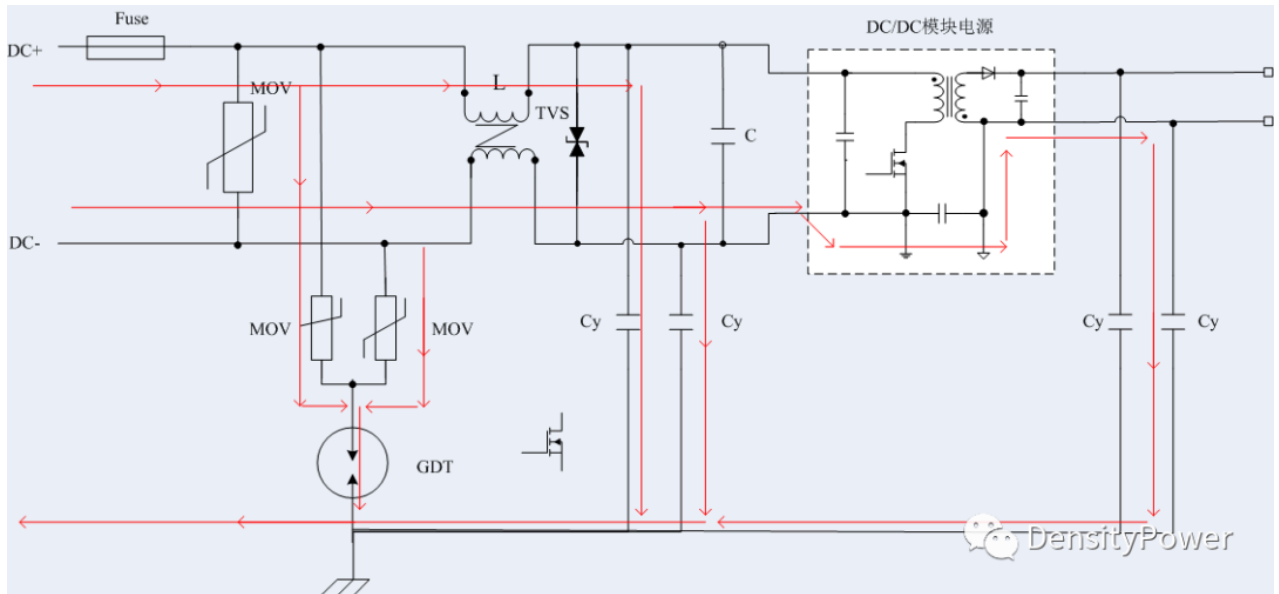 Fuse
DC/DC模块电源
DC+
MOV
L
TVS
C
DC-
MOV
MOV
Cy
Cy
Cy
Cy
GDT
DensityPower